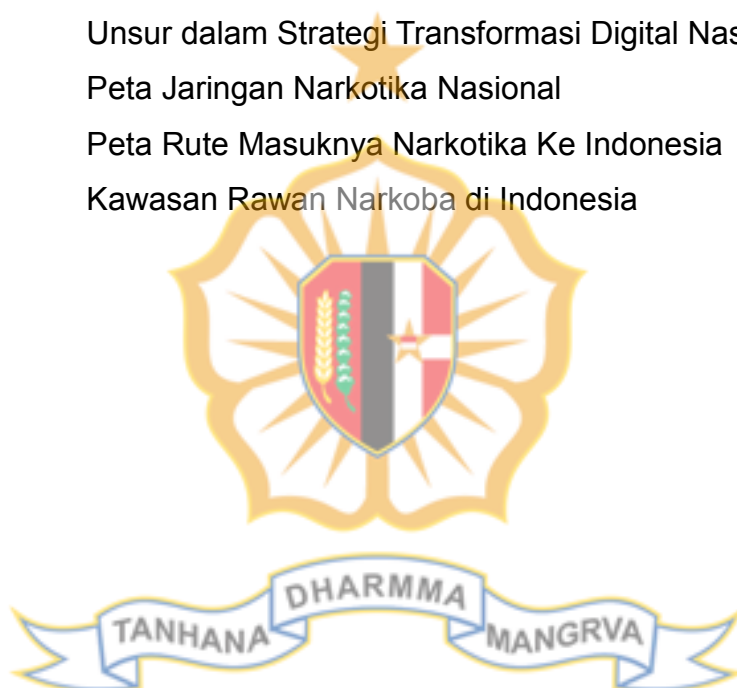 Unsur dalam Strategi Transformasi Digital Nas
Peta Jaringan Narkotika Nasional
Peta Rute Masuknya Narkotika Ke Indonesia
Kawasan Rawan Narkoba di Indonesia
TANHANA DHARMMA MANGRVA